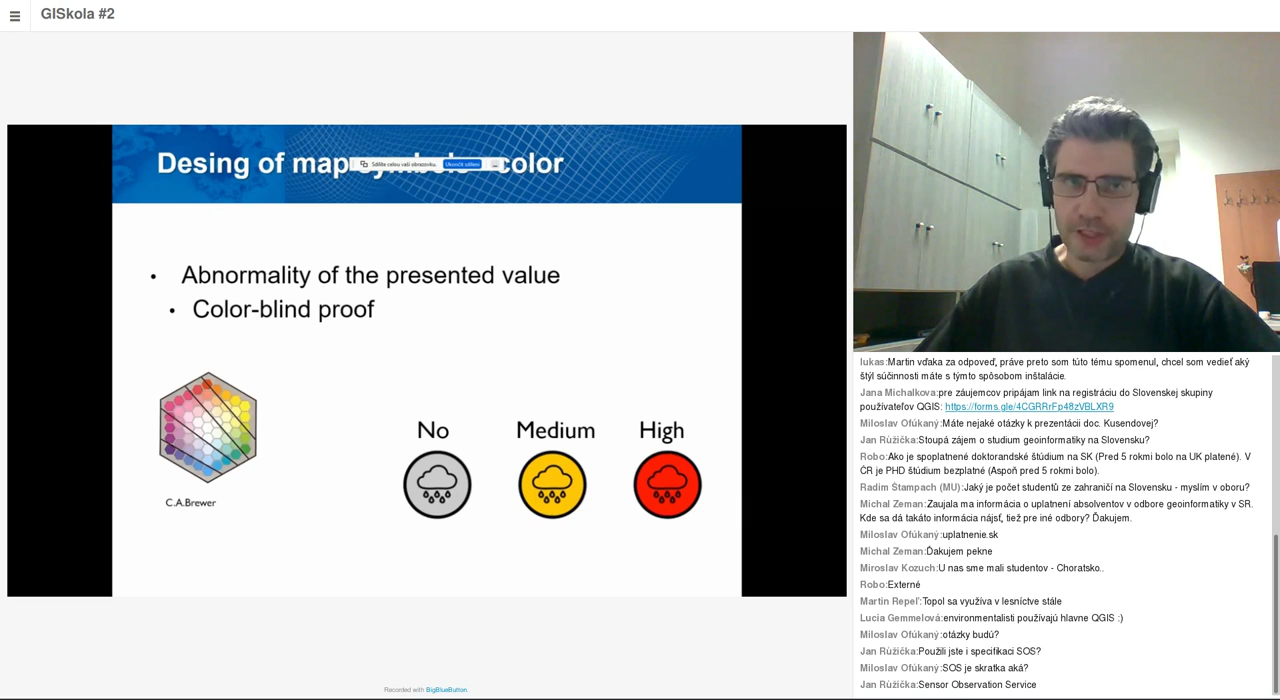 GISkola #2
Desing of map symbols - color
Sdílíte celou vaši obrazovku.
Ukončit sdílení
• Abnormality of the presented value
• Color-blind proof
C.A.Brewer
No
Medium
High
lukas:Martin vďaka za odpoveď, práve preto som túto tému spomenul, chcel som vedieť aký
štýl súčinnosti máte s týmto spôsobom inštalácie.
Jana Michalkova:pre záujemcov pripájam link na registráciu do Slovenskej skupiny
používateľov QGIS: https://forms.gle/4CGRRrFp48zVBLXR9
Miloslav Ofúkaný:Máte nejaké otázky k prezentácii doc. Kusendovej?
Jan Růžička:Stoupá zájem o studium geoinformatiky na Slovensku?
Robo:Ako je spoplatnené doktorandské štúdium na SK (Pred 5 rokmi bolo na UK platené). V
ČR je PHD štúdium bezplatné (Aspoň pred 5 rokmi bolo).
Radim Štampach (MU):Jaký je počet studentů ze zahraničí na Slovensku - myslím v oboru?
Michal Zeman:Zaujala ma informácia o uplatnení absolventov v odbore geoinformatiky v SR.
Kde sa dá takáto informácia nájsť, tiež pre iné odbory? Ďakujem.
Miloslav Ofúkaný:uplatnenie.sk
Michal Zeman:Ďakujem pekne
Miroslav Kozuch:U nas sme mali studentov - Choratsko..
Robo:Externé
Martin Repeľ:Topol sa využíva v lesníctve stále
Lucia Gemmelová:environmentalisti používajú hlavne QGIS :)
Miloslav Ofúkaný:otázky budú?
Jan Růžička:Použili jste i specifikaci SOS?
Miloslav Ofúkaný:SOS je skratka aká?
Jan Růžička:Sensor Observation Service
Recorded with BigBlueButton.